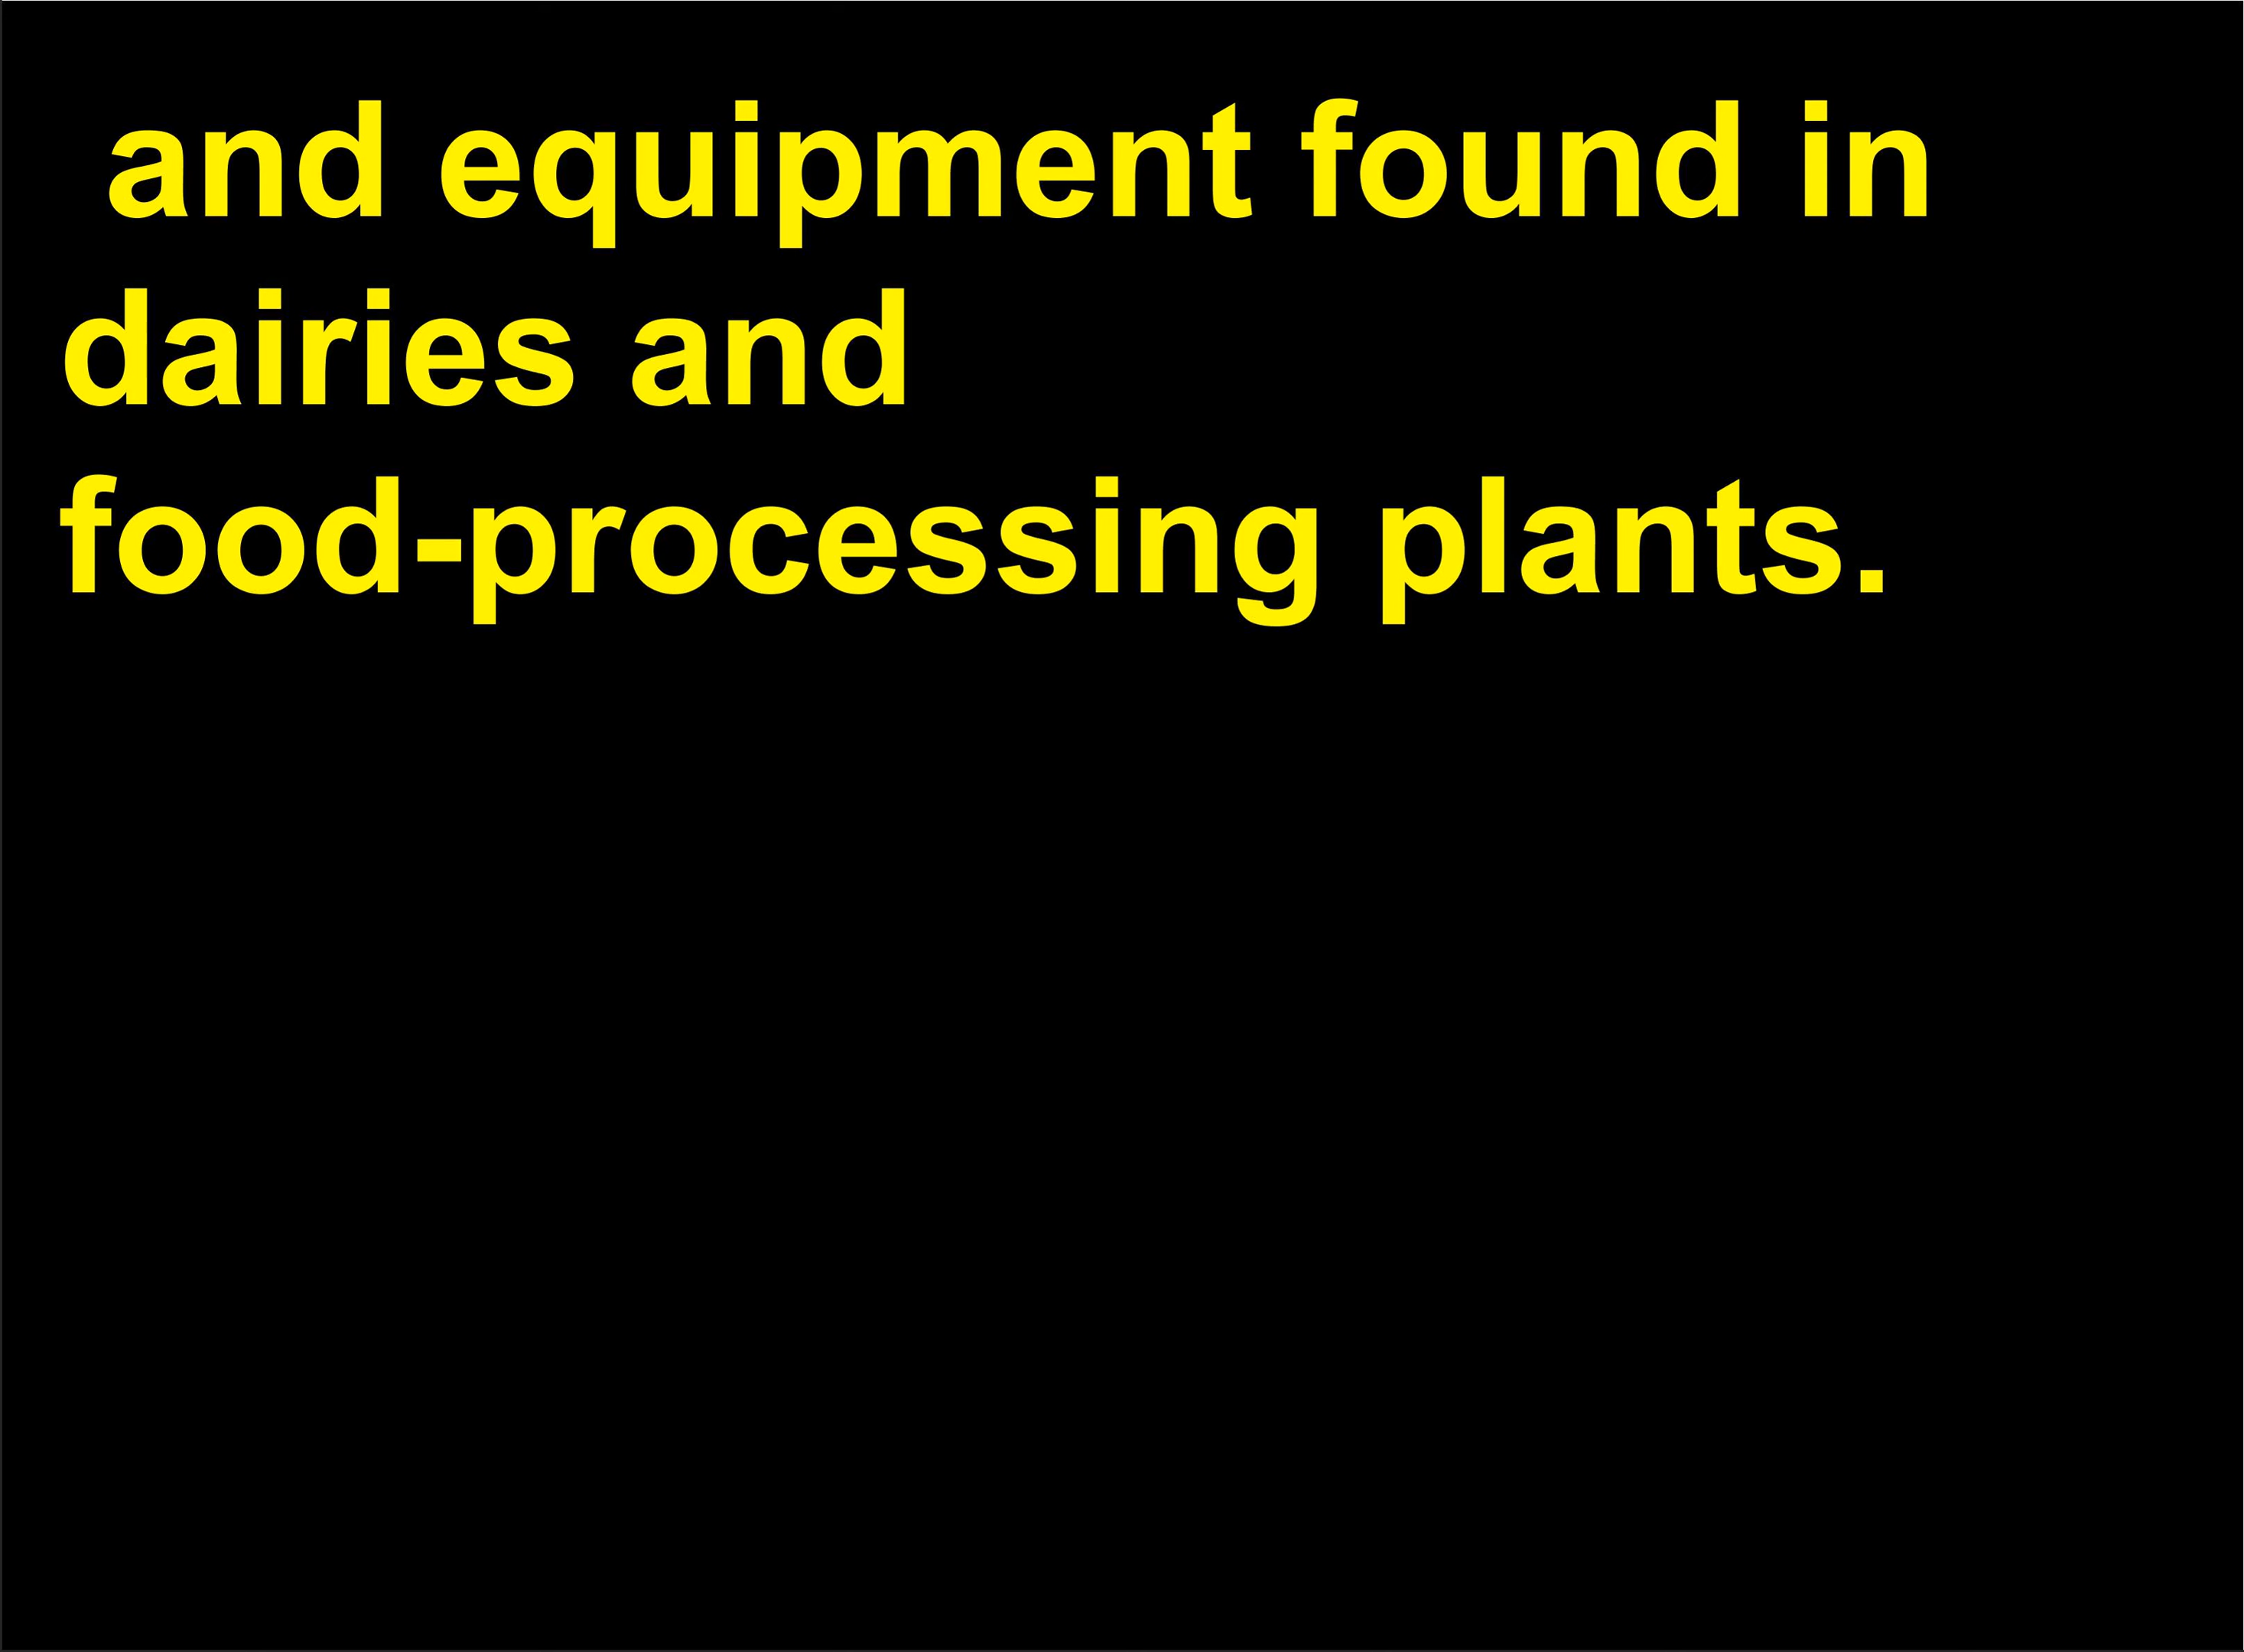 and equipment found in
dairies and
food-processing plants.